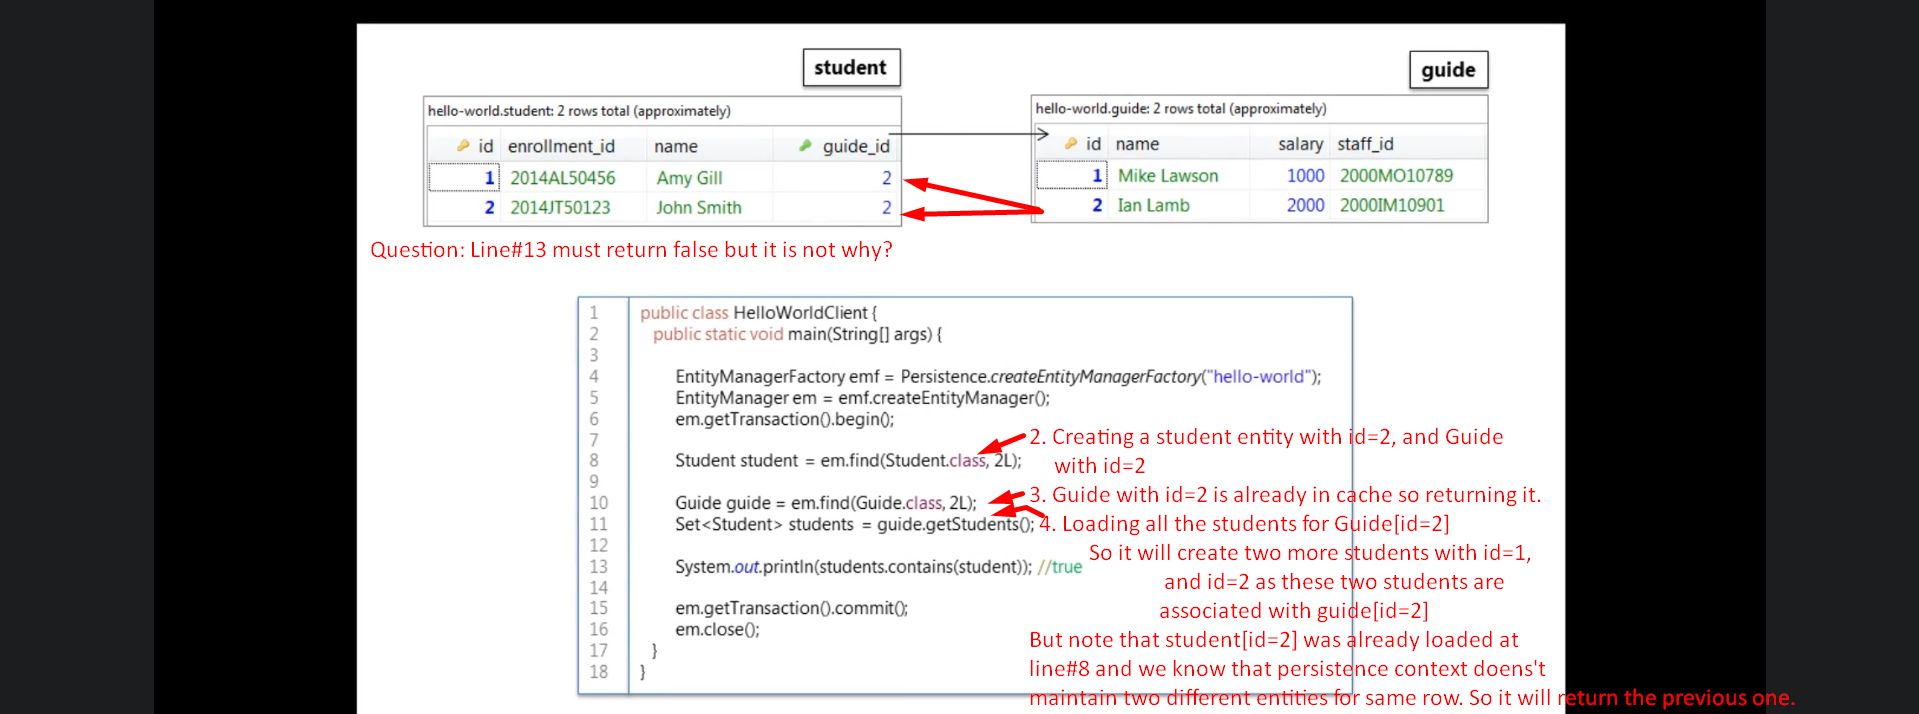 student
guide
hello-world.student: 2 rows total (approximately)
hello-world.guide: 2 rows total (approximately)
id enrollment_id name guide_id
id name salary staff_id
1 2014AL50456 Amy Gill 2
1 Mike Lawson 1000 2000MO10789
2 2014JT50123 John Smith 2
2 Ian Lamb 2000 2000IM10901
Question: Line#13 must return false but it is not why?
1 public class HelloWorldClient {
2 public static void main(String[] args) {
3
4 EntityManagerFactory emf = Persistence.createEntityManagerFactory("hello-world");
5 EntityManager em = emf.createEntityManager();
6 em.getTransaction().begin();
7
8 Student student = em.find(Student.class, 2L);
9
10 Guide guide = em.find(Guide.class, 2L);
11 Set<Student> students = guide.getStudents();
12
13 System.out.println(students.contains(student)); //true
14
15 em.getTransaction().commit();
16 em.close();
17 }
18 }
2. Creating a student entity with id=2, and Guide
with id=2
3. Guide with id=2 is already in cache so returning it.
4. Loading all the students for Guide[id=2]
So it will create two more students with id=1,
and id=2 as these two students are
associated with guide[id=2]
But note that student[id=2] was already loaded at
line#8 and we know that persistence context doens't
maintain two different entities for same row. So it will return the previous one.